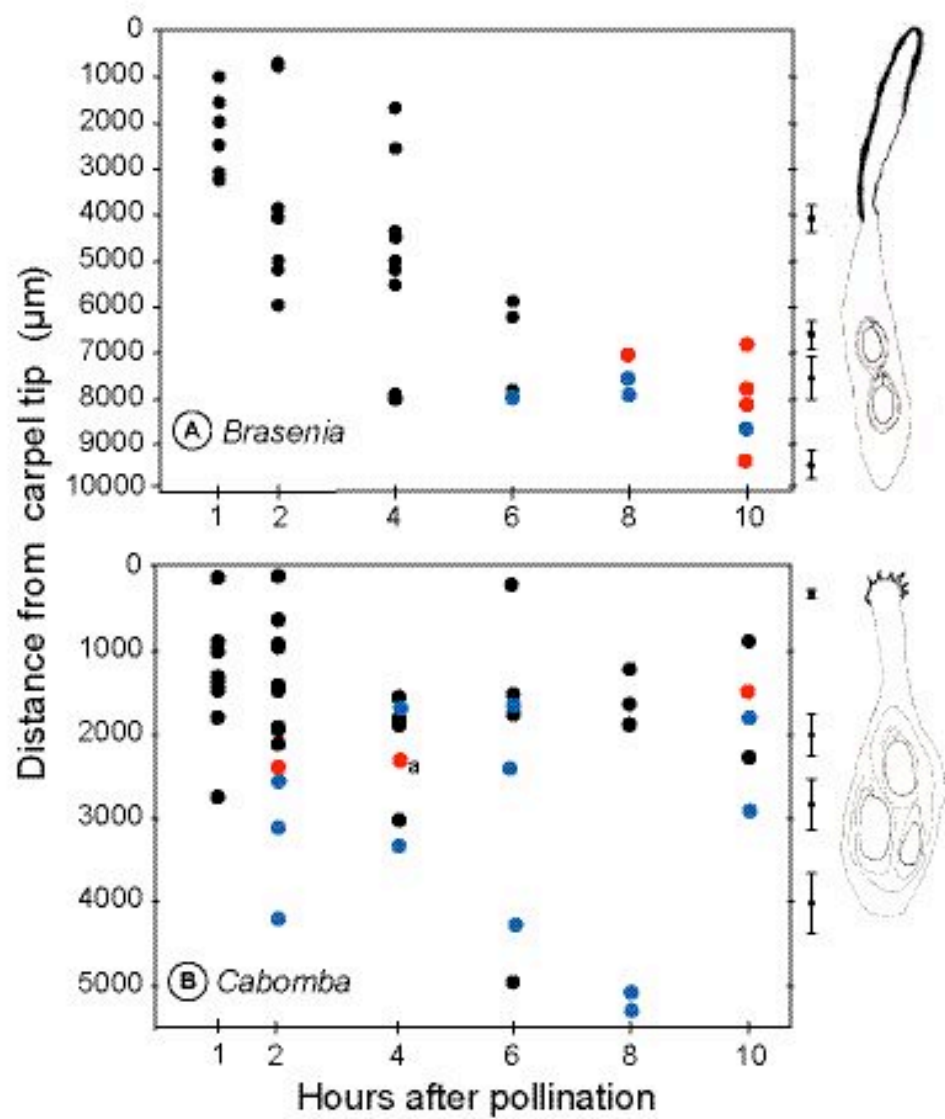 0
1000
2000
3000
4000
5000
6000
7000
8000
9000
10000
A Brasenia
1 2 4 6 8 10
Distance from carpel tip (µm)
0
1000
2000
3000
4000
5000
a
B Cabomba
1 2 4 6 8 10
Hours after pollination